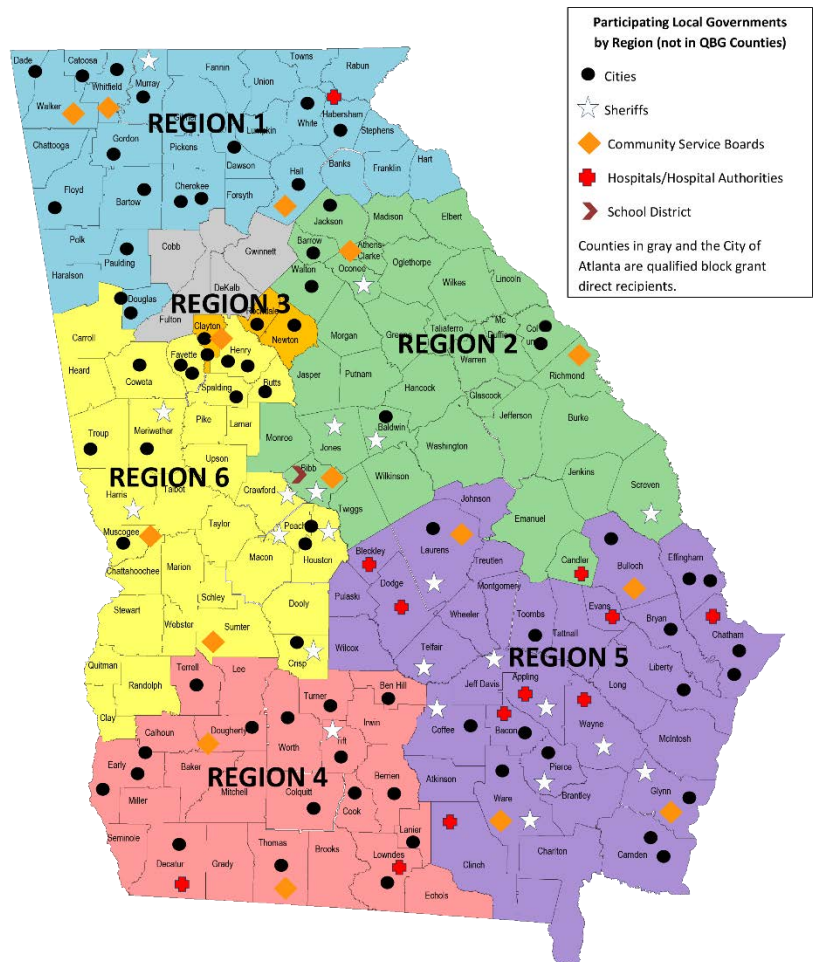 Participating Local Governments
by Region (not in QBG Counties)
Cities
Sheriffs
Community Service Boards
Hospitals/Hospital Authorities
School District
Counties in gray and the City of
Atlanta are qualified block grant
direct recipients.
Dade
Catoosa
Whitfield
Murray
Fannin
Towns
Rabun
Union
Walker
REGION 1
Lumpkin
White
Habersham
Stephens
Chattooga
Gordon
Pickens
Dawson
Banks
Franklin
Hart
Floyd
Bartow
Cherokee
Forsyth
Hall
Jackson
Madison
Elbert
Polk
Paulding
Cobb
Gwinnett
Barrow
Athens-
Clarke
Oconee
Oglethorpe
Haralson
Walton
Wilkes
Lincoln
DeKalb
Douglas
REGION 3
Rockdale
Fulton
Clayton
Newton
Morgan
Greene
Taliaferro
Mc
Duffie
Col
um
REGION 2
Warren
Richmond
Carroll
Fayette
Henry
Heard
Coweta
Spalding
Butts
Jasper
Putnam
Hancock
Glascock
Jefferson
Burke
Pike
Lamar
Meriwether
Troup
Upson
Monroe
Jones
Baldwin
Washington
REGION 6
Bibb
Wilkinson
Jenkins
Screven
Harris
Talbot
Crawford
Twiggs
Johnson
Emanuel
Taylor
Peach
Muscogee
Macon
Houston
Bleckley
Laurens
Treutlen
Candler
Bulloch
Effingham
Chattahoochee
Marion
Schley
Dooly
Pulaski
Dodge
Montgomery
Evans
Stewart
Webster
Sumter
Wheeler
Toombs
Tattnall
Bryan
Chatham
Quitman
Randolph
Crisp
Wilcox
Telfair
REGION 5
Liberty
Clay
Terrell
Lee
Turner
Ben Hill
Jeff Davis
Appling
Long
Calhoun
Dougherty
Worth
Irwin
Tift
Coffee
Bacon
Wayne
McIntosh
Early
Baker
REGION 4
Pierce
Miller
Mitchell
Colquitt
Berrien
Atkinson
Brantley
Glynn
Cook
Ware
Seminole
Decatur
Grady
Thomas
Brooks
Lanier
Lowndes
Clinch
Charlton
Camden
Echols